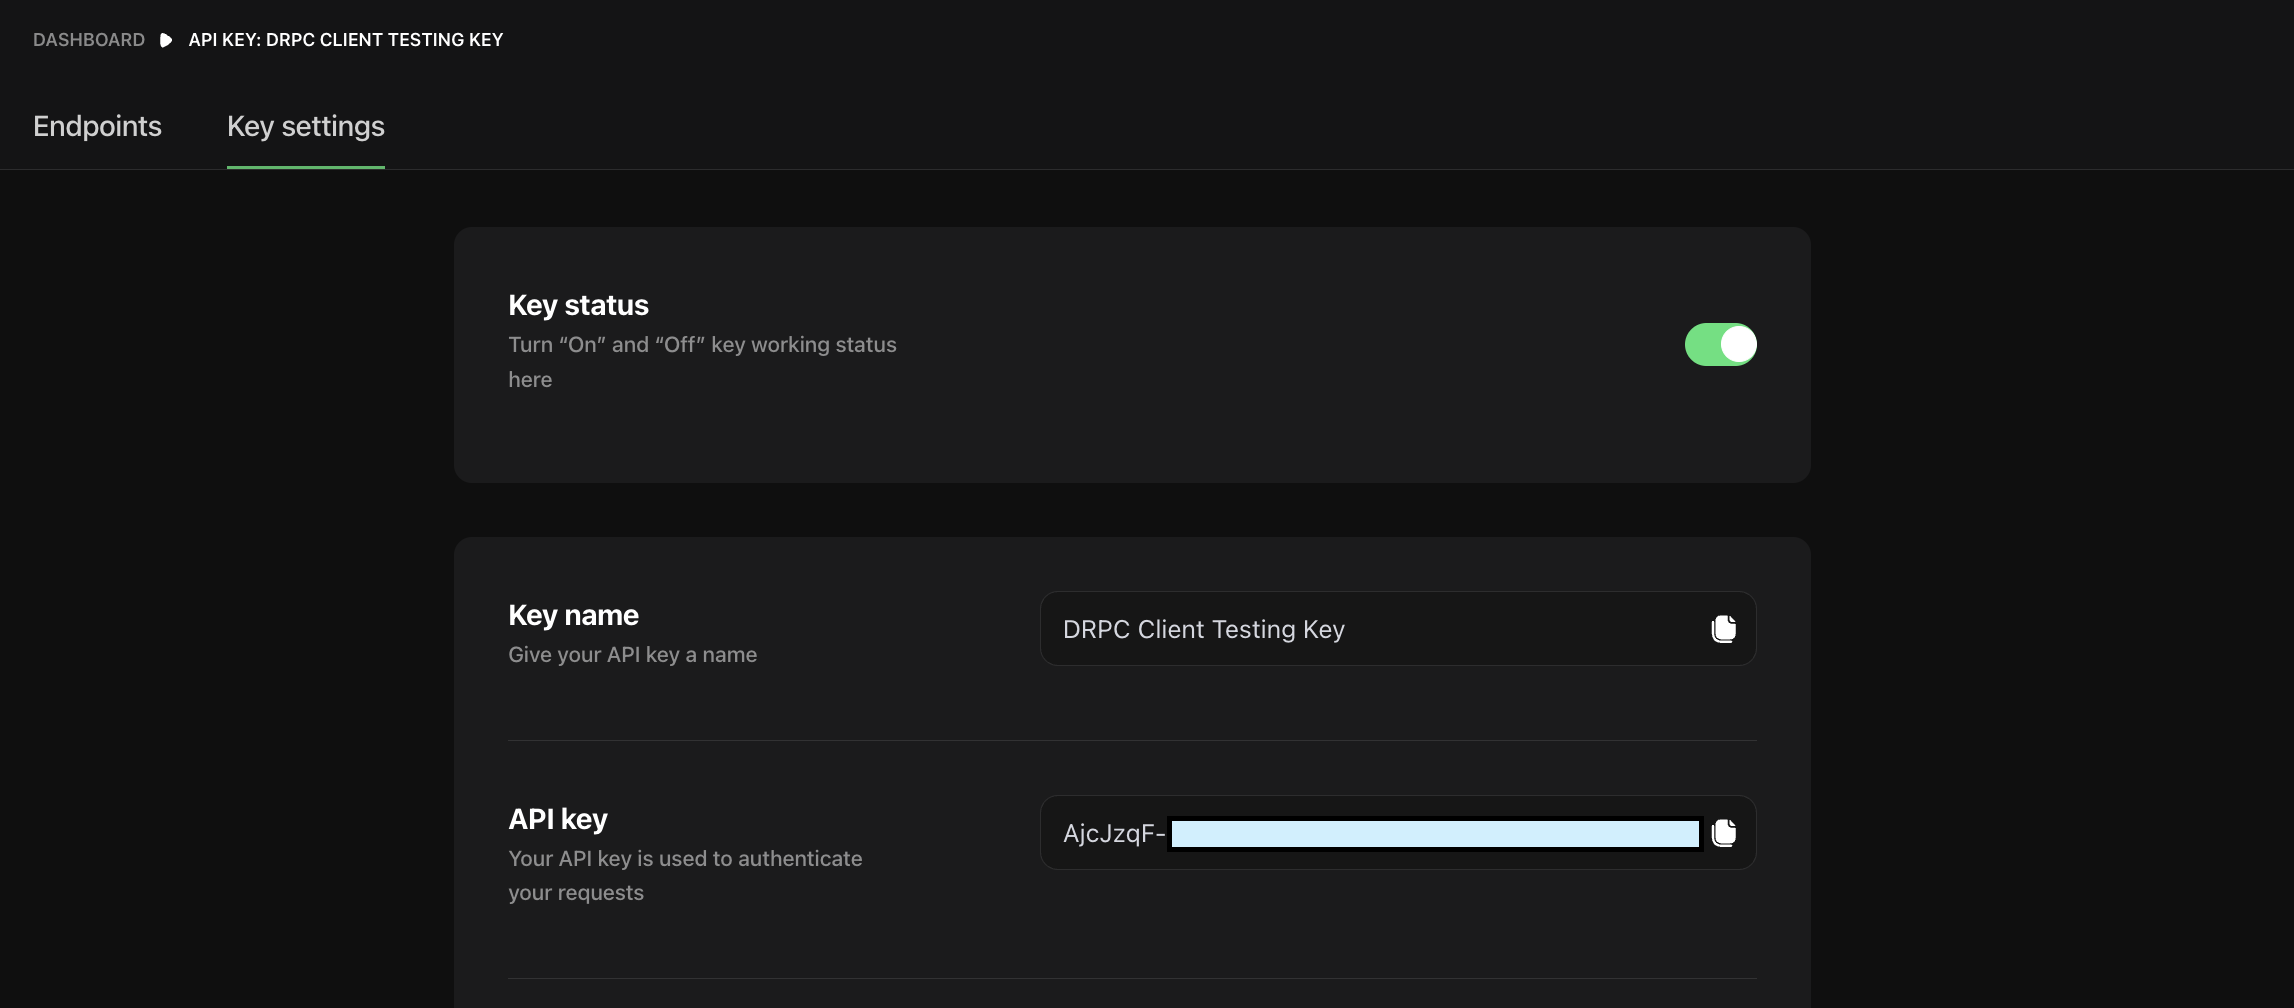 DASHBOARD API KEY: DRPC CLIENT TESTING KEY
Endpoints Key settings
Key status
Turn “On” and “Off” key working status
here
Key name
Give your API key a name
DRPC Client Testing Key
API key
Your API key is used to authenticate
your requests
AjcJzqF-